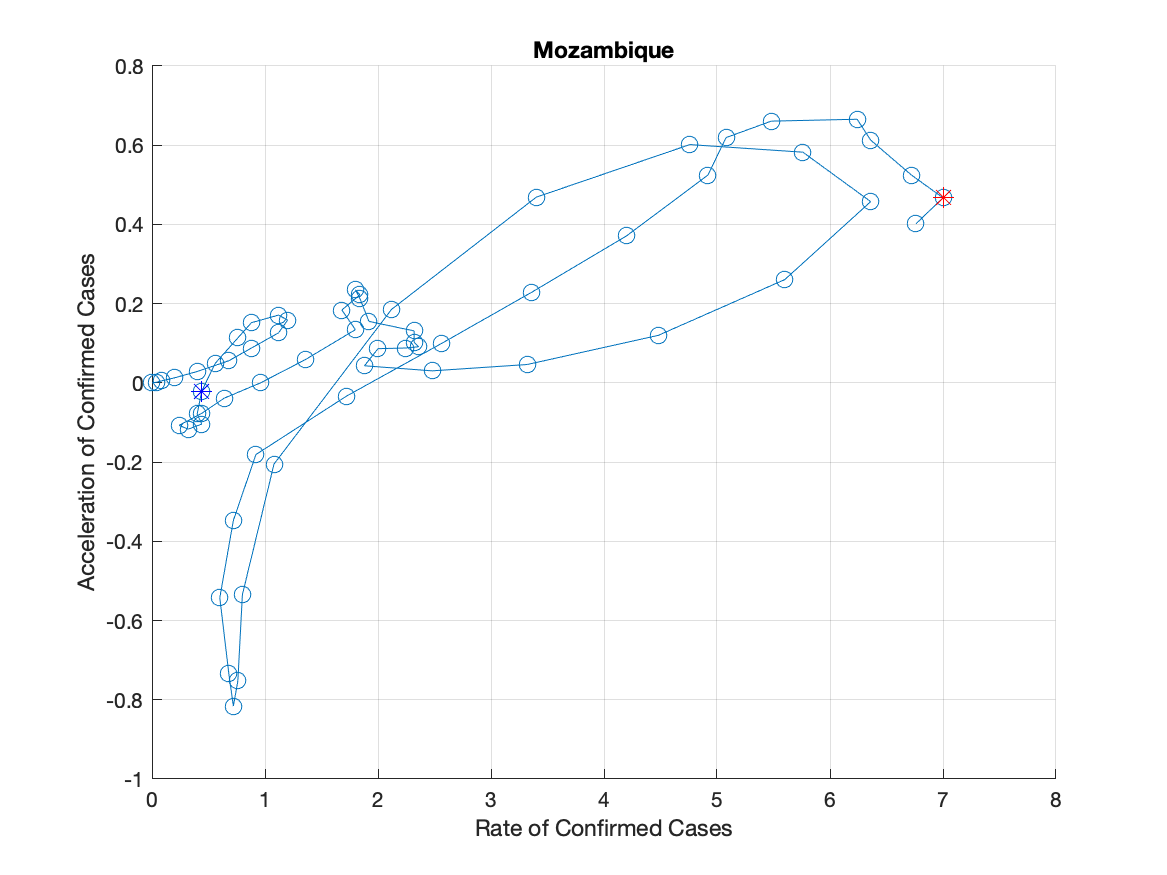 Mozambique
0.8
0.6
0.4
0.2
0
-0.2
-0.4
-0.6
-0.8
-1
Acceleration of Confirmed Cases
0 1 2 3 4 5 6 7 8
Rate of Confirmed Cases